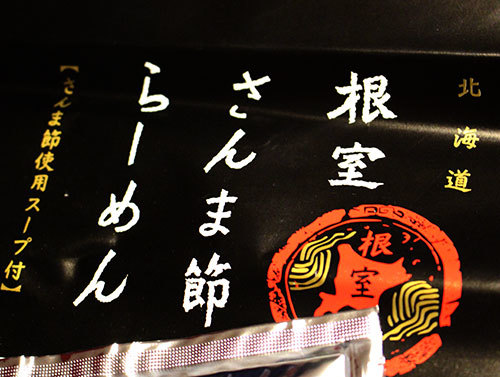 北海道
根室
さんま節
らーめん
【さんま節使用スープ付】
根室